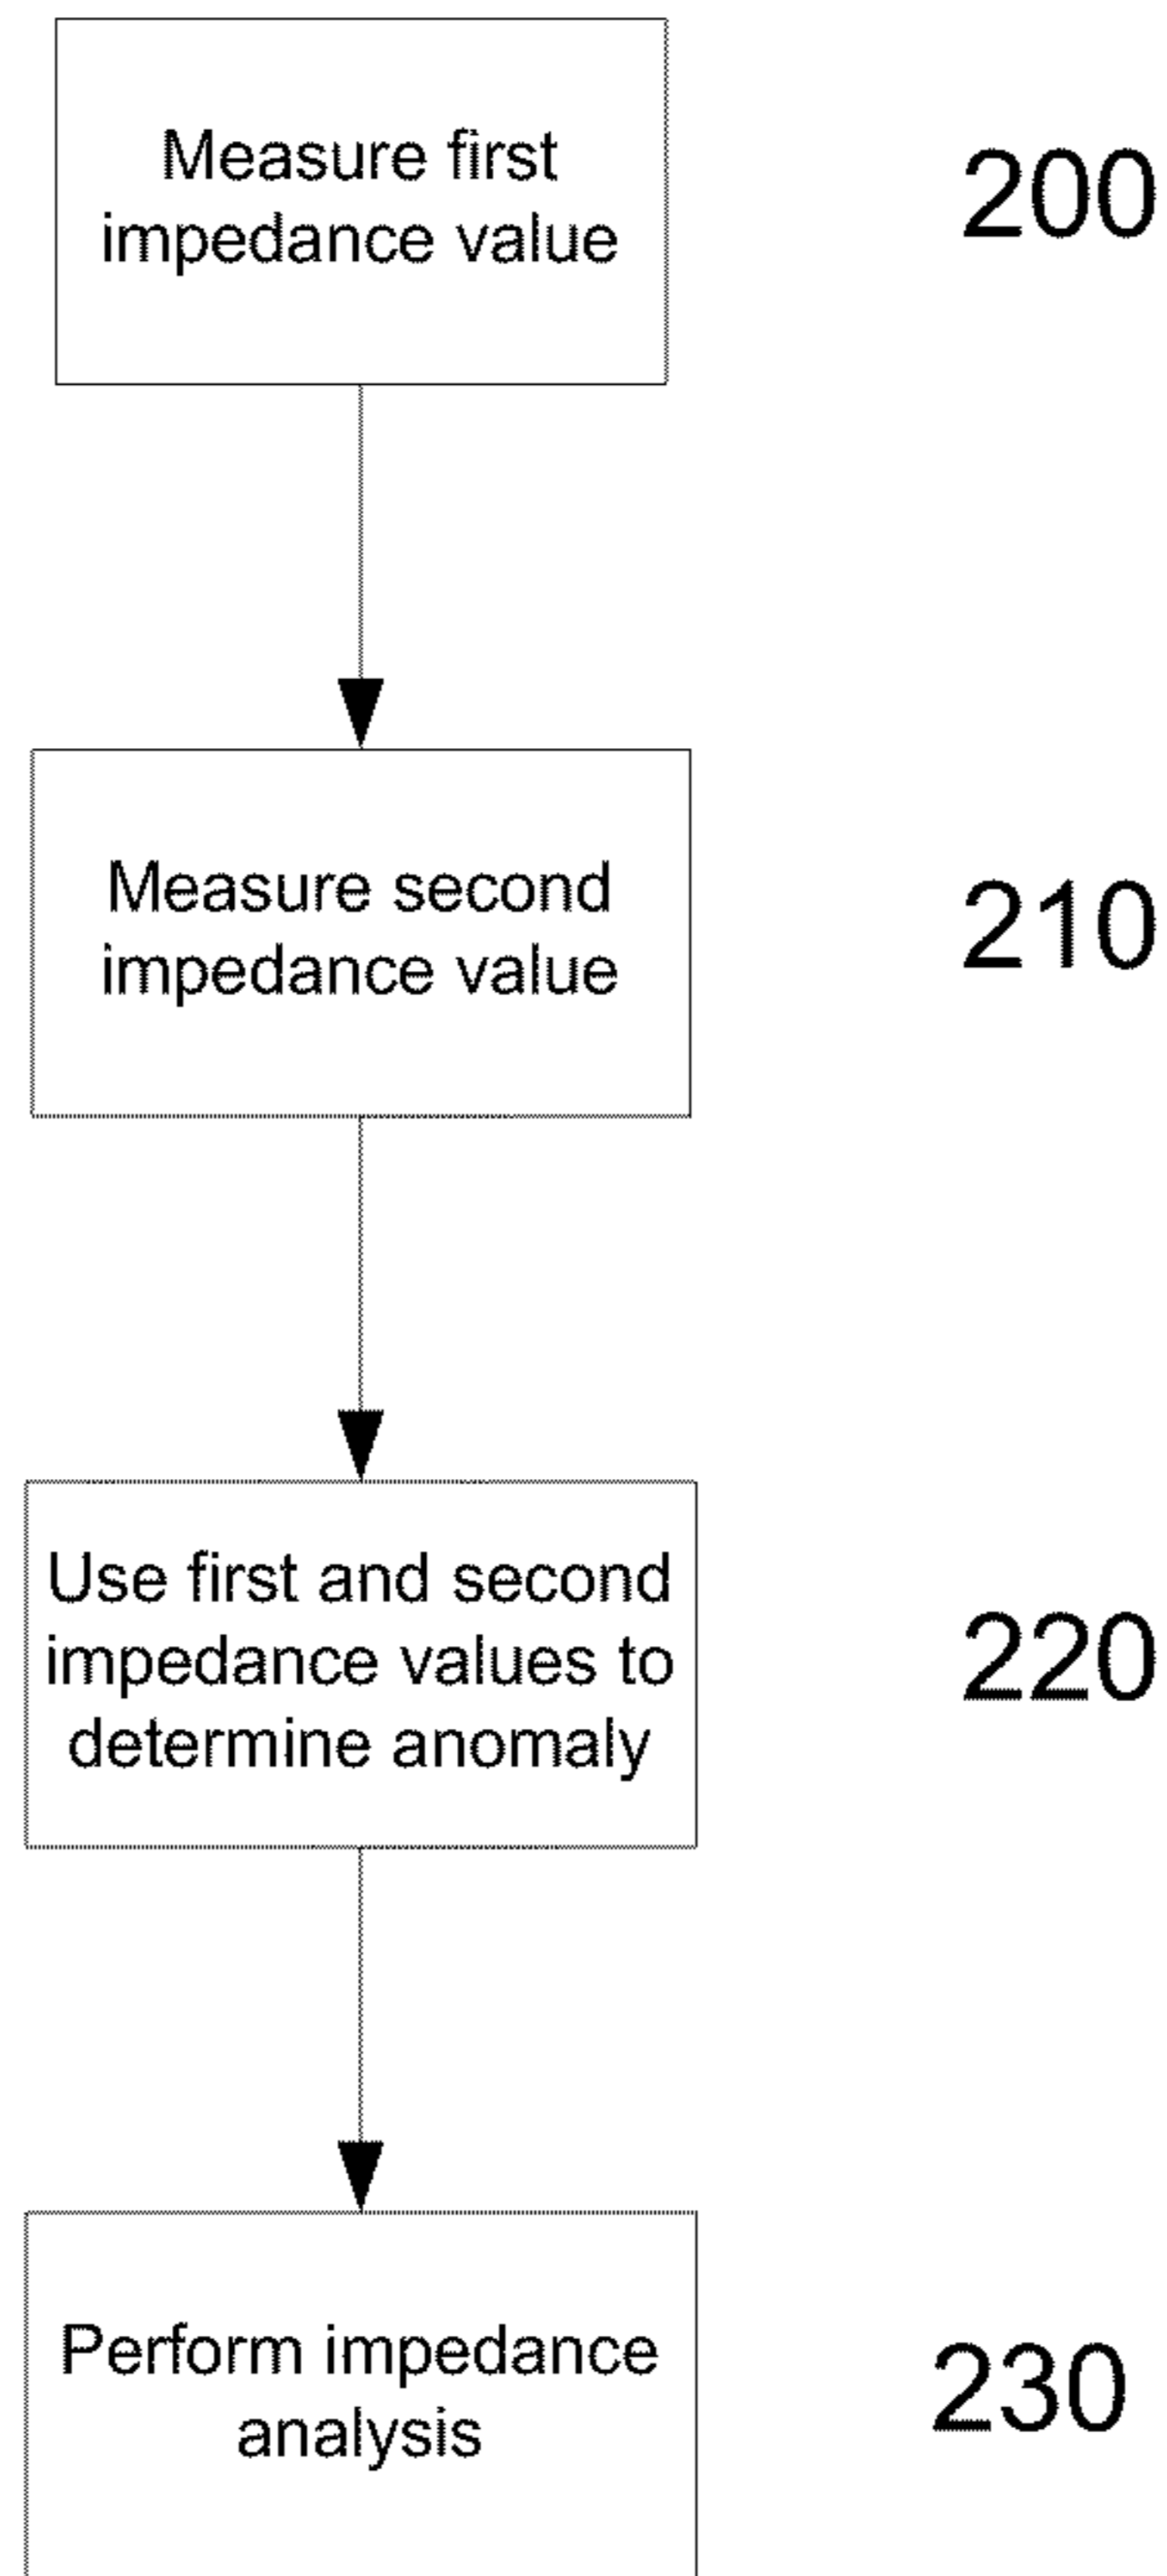 Measure first
impedance value
200
Measure second
impedance value
210
Use first and second
impedance values to
determine anomaly
220
Perform impedance
analysis
230